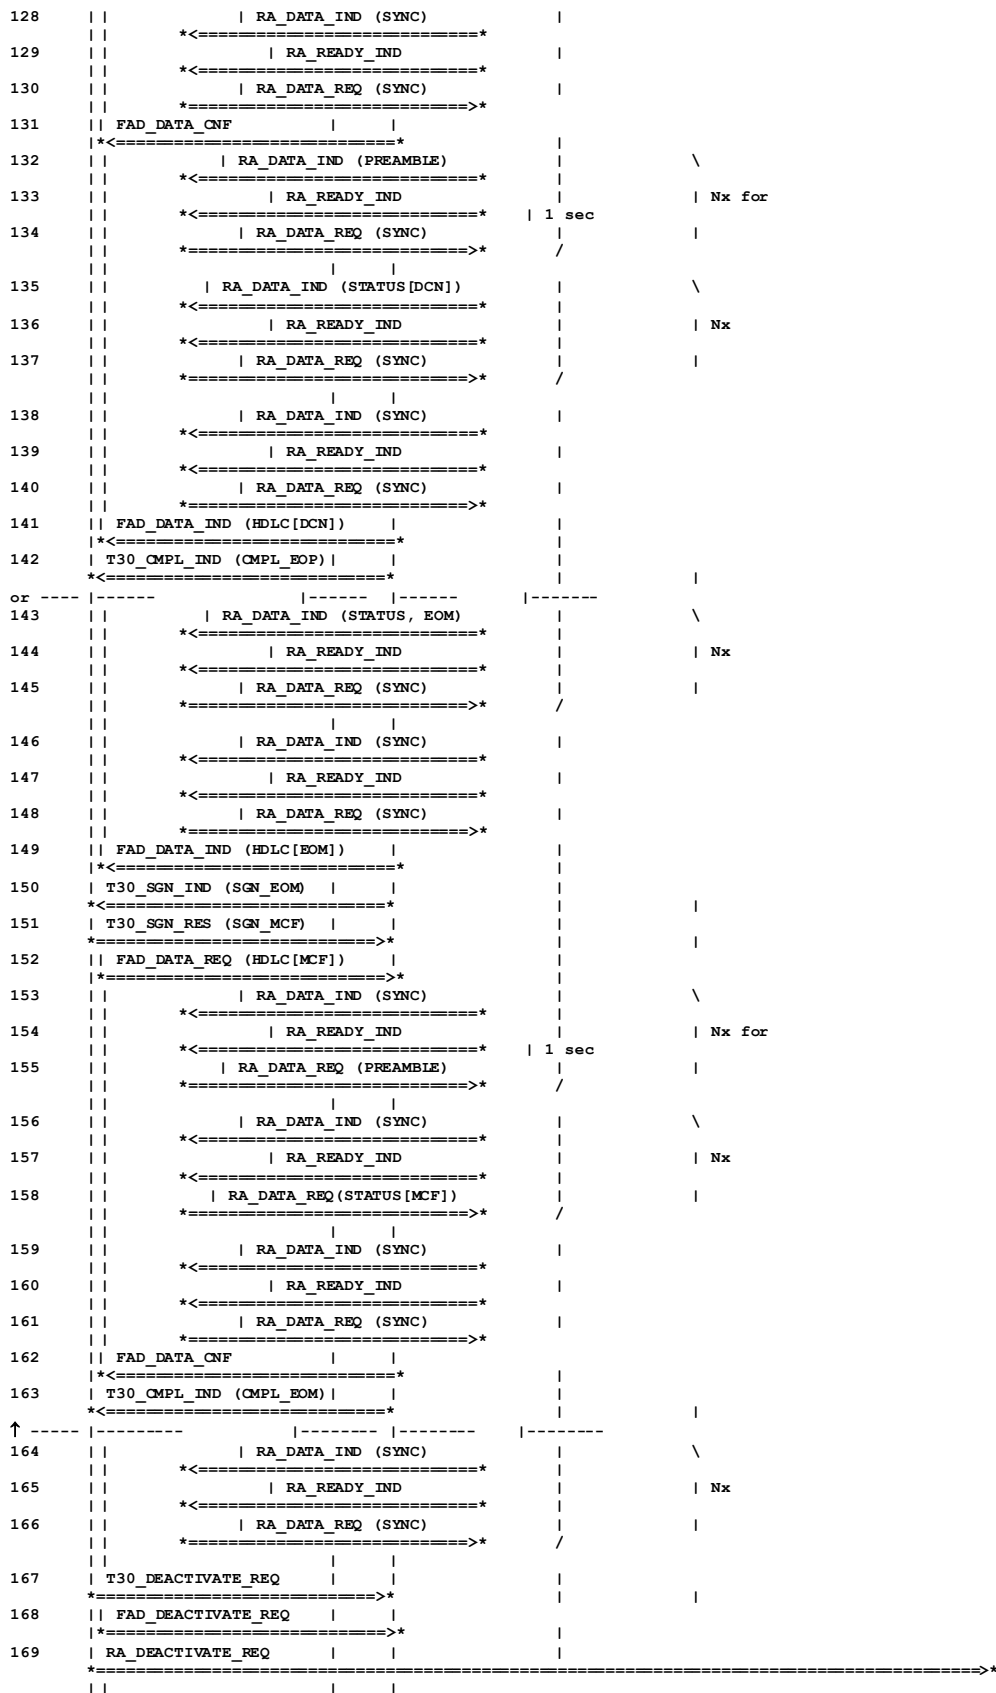 128 | | | RA_DATA_IND (SYNC) |
| | *<============================*
129 | | | RA_READY_IND |
| | *<============================*
130 | | | RA_DATA_REQ (SYNC) |
| | *============================>*
131 || FAD_DATA_CNF | |
|*<============================* |
132 | | | RA_DATA_IND (PREAMBLE) | \
| | *<============================* |
133 | | | RA_READY_IND | | Nx for
| | *<============================* | 1 sec
134 | | | RA_DATA_REQ (SYNC) | |
| | *============================>* /
| | | |
135 | | | RA_DATA_IND (STATUS[DCN]) | \
| | *<============================* |
136 | | | RA_READY_IND | | Nx
| | *<============================* |
137 | | | RA_DATA_REQ (SYNC) | |
| | *============================>* /
| | | |
138 | | | RA_DATA_IND (SYNC) |
| | *<============================*
139 | | | RA_READY_IND |
| | *<============================*
140 | | | RA_DATA_REQ (SYNC) |
| | *============================>*
141 || FAD_DATA_IND (HDLC[DCN]) | |
|*<============================* |
142 | T30_CMPL_IND (CMPL_EOP)| | |
*<============================* | |
or ---- |------ |------ |------ |-------
143 | | | RA_DATA_IND (STATUS, EOM) | \
| | *<============================* |
144 | | | RA_READY_IND | | Nx
| | *<============================* |
145 | | | RA_DATA_REQ (SYNC) | |
| | *============================>* /
| | | |
146 | | | RA_DATA_IND (SYNC) |
| | *<============================*
147 | | | RA_READY_IND |
| | *<============================*
148 | | | RA_DATA_REQ (SYNC) |
| | *============================>*
149 || FAD_DATA_IND (HDLC[EOM]) | |
|*<============================* |
150 | T30_SGN_IND (SGN_EOM) | | |
*<============================* | |
151 | T30_SGN_RES (SGN_MCF) | | |
*============================>* | |
152 || FAD_DATA_REQ (HDLC[MCF]) | |
|*============================>* |
153 | | | RA_DATA_IND (SYNC) | \
| | *<============================* |
154 | | | RA_READY_IND | | Nx for
| | *<============================* | 1 sec
155 | | | RA_DATA_REQ (PREAMBLE) | |
| | *============================>* /
| | | |
156 | | | RA_DATA_IND (SYNC) | \
| | *<============================* |
157 | | | RA_READY_IND | | Nx
| | *<============================* |
158 | | | RA_DATA_REQ(STATUS[MCF]) | |
| | *============================>* /
| | | |
159 | | | RA_DATA_IND (SYNC) |
| | *<============================*
160 | | | RA_READY_IND |
| | *<============================*
161 | | | RA_DATA_REQ (SYNC) |
| | *============================>*
162 || FAD_DATA_CNF | |
|*<============================* |
163 | T30_CMPL_IND (CMPL_EOM)| | |
*<============================* | |
↑ ----- |--------- |-------- |-------- |--------
164 | | | RA_DATA_IND (SYNC) | \
| | *<============================* |
165 | | | RA_READY_IND | | Nx
| | *<============================* |
166 | | | RA_DATA_REQ (SYNC) | |
| | *============================>* /
| | | |
167 | T30_DEACTIVATE_REQ | | |
*============================>* | |
168 || FAD_DEACTIVATE_REQ | |
|*============================>* |
169 | RA_DEACTIVATE_REQ | | |
*==========================================================================================>*
| | | |